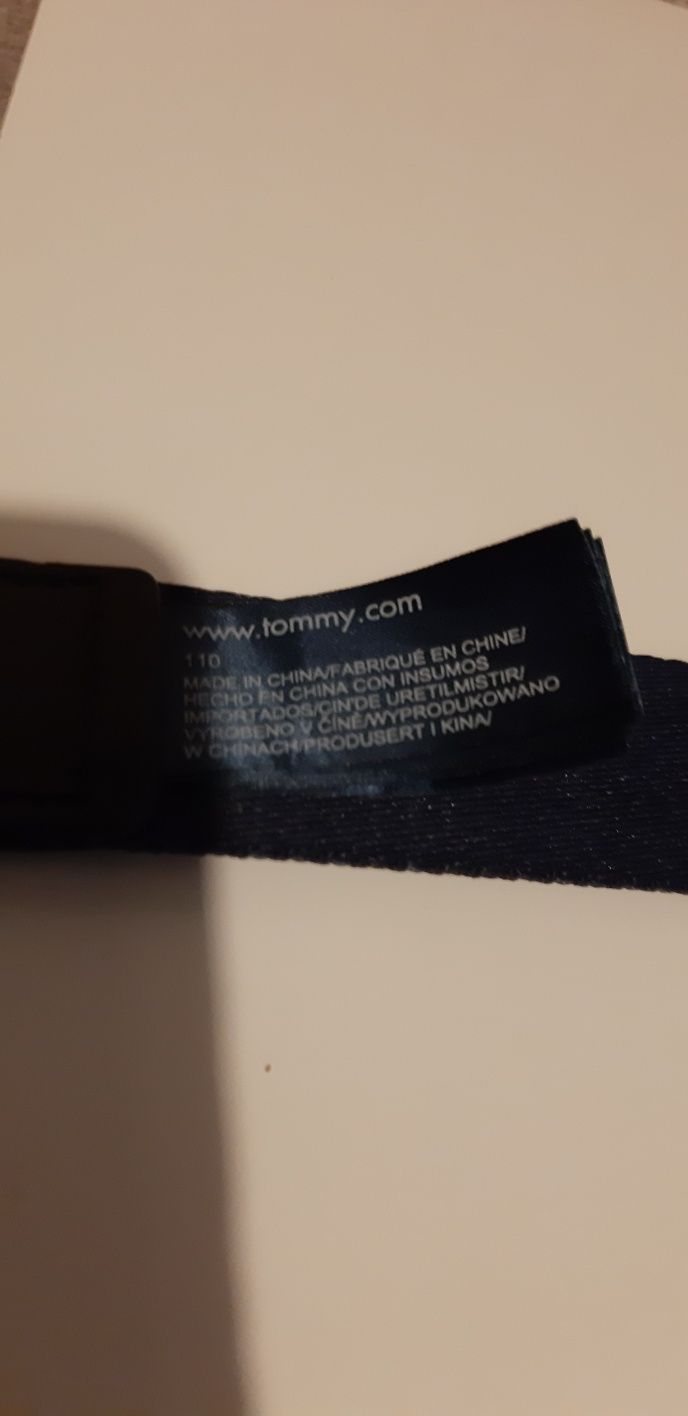 www.tommy.com
110
MADE IN CHINA/FABRIQUÉ EN CHINE/
HECHO EN CHINA CON INSUMOS
IMPORTADOS/ÇIN'DE URETILMISTIR/
VYROBENO V ČÍNĚ/WYPRODUKOWANO
W CHINACH/PRODUSERT I KINA/